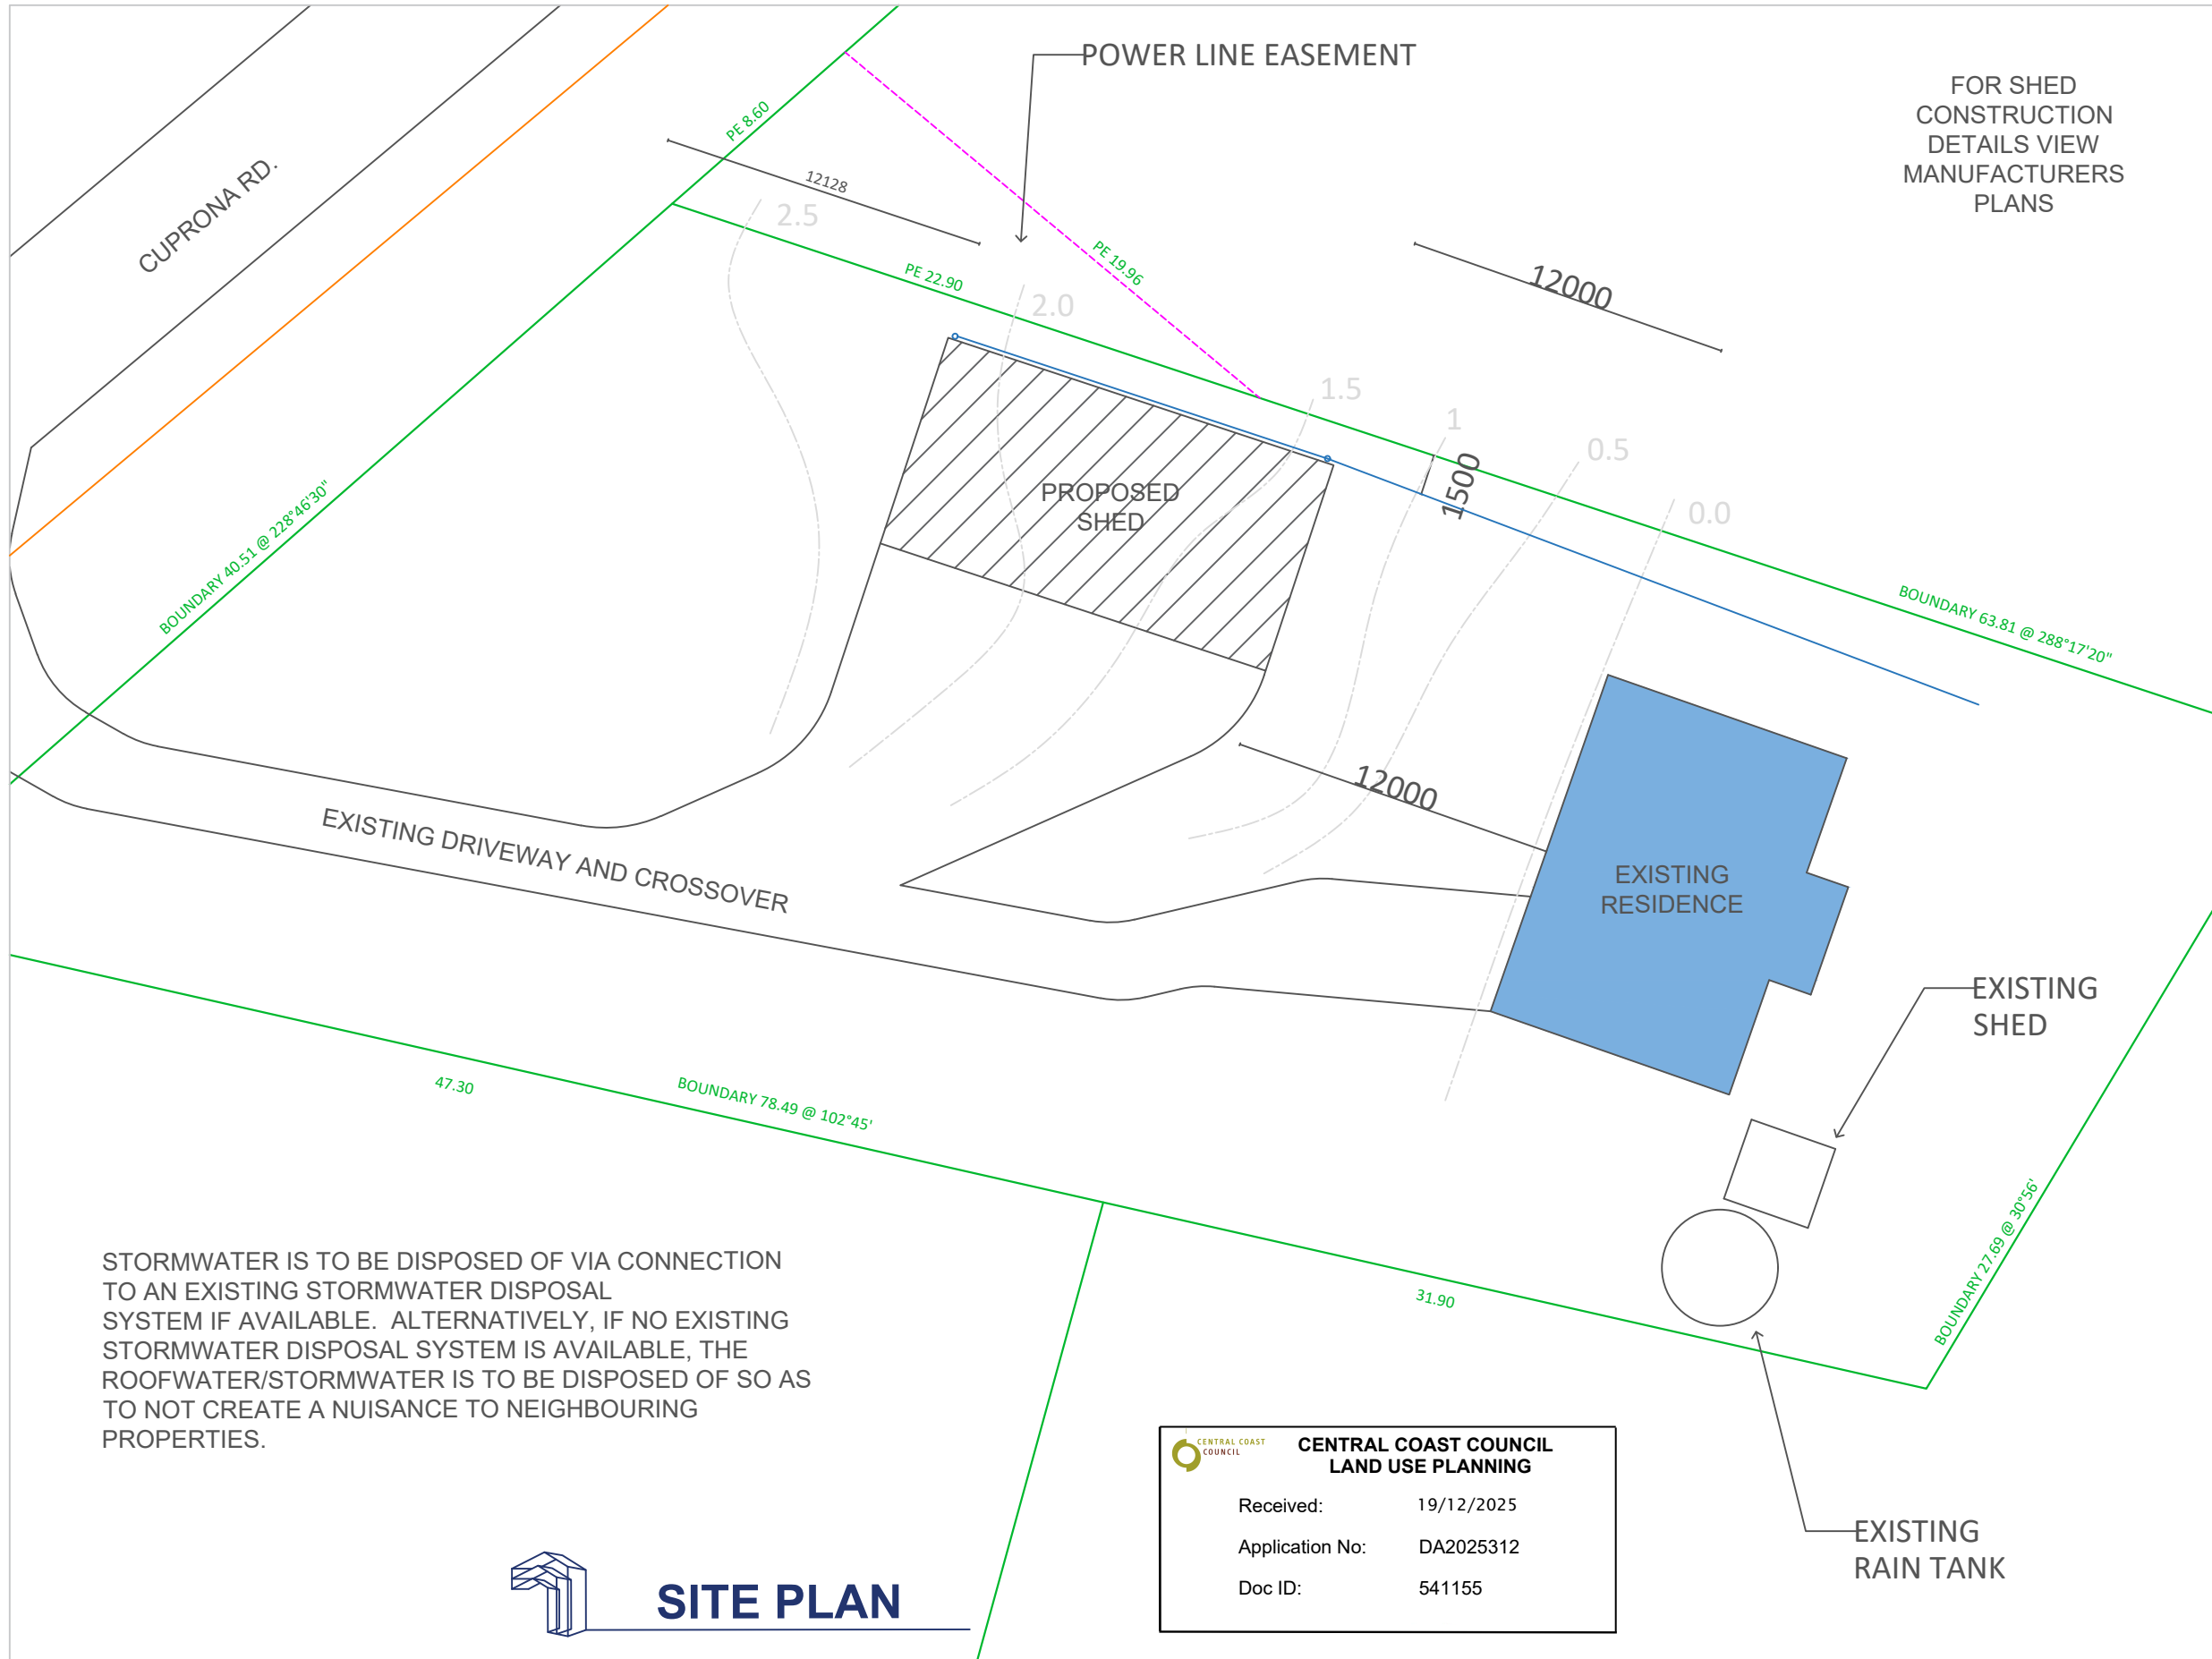 POWER LINE EASEMENT
FOR SHED
CONSTRUCTION
DETAILS VIEW
MANUFACTURERS
PLANS
PE 8.60
CUPRONA RD.
12128
2.5
PE 19.96
PE 22.90
12000
2.0
1.5
1
0.5
1500
0.0
PROPOSED
SHED
BOUNDARY 40.51 @ 228°46'30"
BOUNDARY 63.81 @ 288°17'20"
12000
EXISTING DRIVEWAY AND CROSSOVER
EXISTING
RESIDENCE
EXISTING
SHED
47.30
BOUNDARY 78.49 @ 102°45'
31.90
BOUNDARY 27.69 @ 30°56'
STORMWATER IS TO BE DISPOSED OF VIA CONNECTION
TO AN EXISTING STORMWATER DISPOSAL
SYSTEM IF AVAILABLE.  ALTERNATIVELY, IF NO EXISTING
STORMWATER DISPOSAL SYSTEM IS AVAILABLE, THE
ROOFWATER/STORMWATER IS TO BE DISPOSED OF SO AS
TO NOT CREATE A NUISANCE TO NEIGHBOURING
PROPERTIES.
CENTRAL COAST
COUNCIL
CENTRAL COAST COUNCIL
LAND USE PLANNING
Received: 19/12/2025
Application No: DA2025312
Doc ID: 541155
EXISTING
RAIN TANK
SITE PLAN